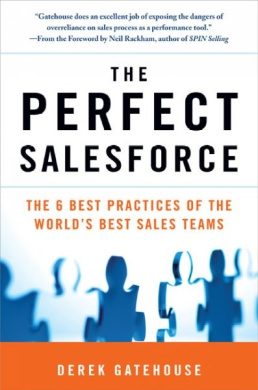 “Gatehouse does an excellent job of exposing the dangers of
overreliance on sales process as a performance tool.”
—From the Foreword by Neil Rackham, author of SPIN Selling
THE
PERFECT
SALESFORCE
THE 6 BEST PRACTICES OF THE
WORLD’S BEST SALES TEAMS
DEREK GATEHOUSE